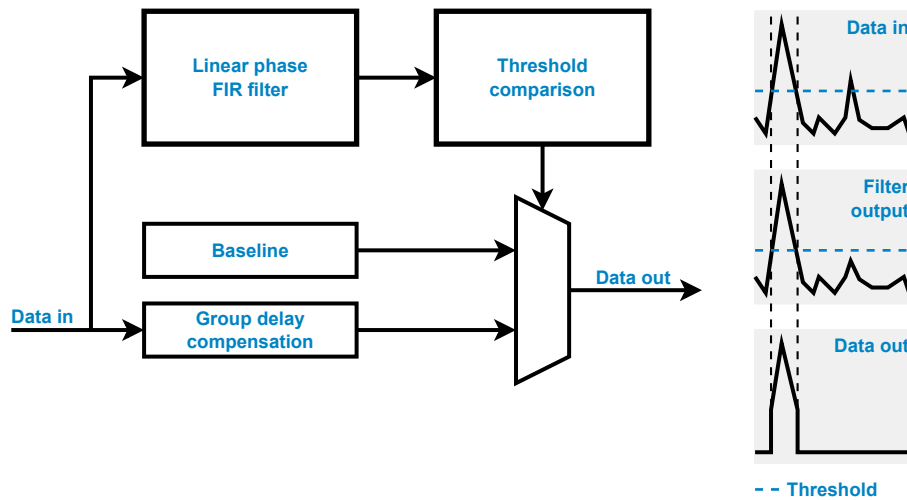 Linear phase
FIR filter
Threshold
comparison
Baseline
Data in
Group delay
compensation
Data out
Data in
Filter
output
Data out
Threshold